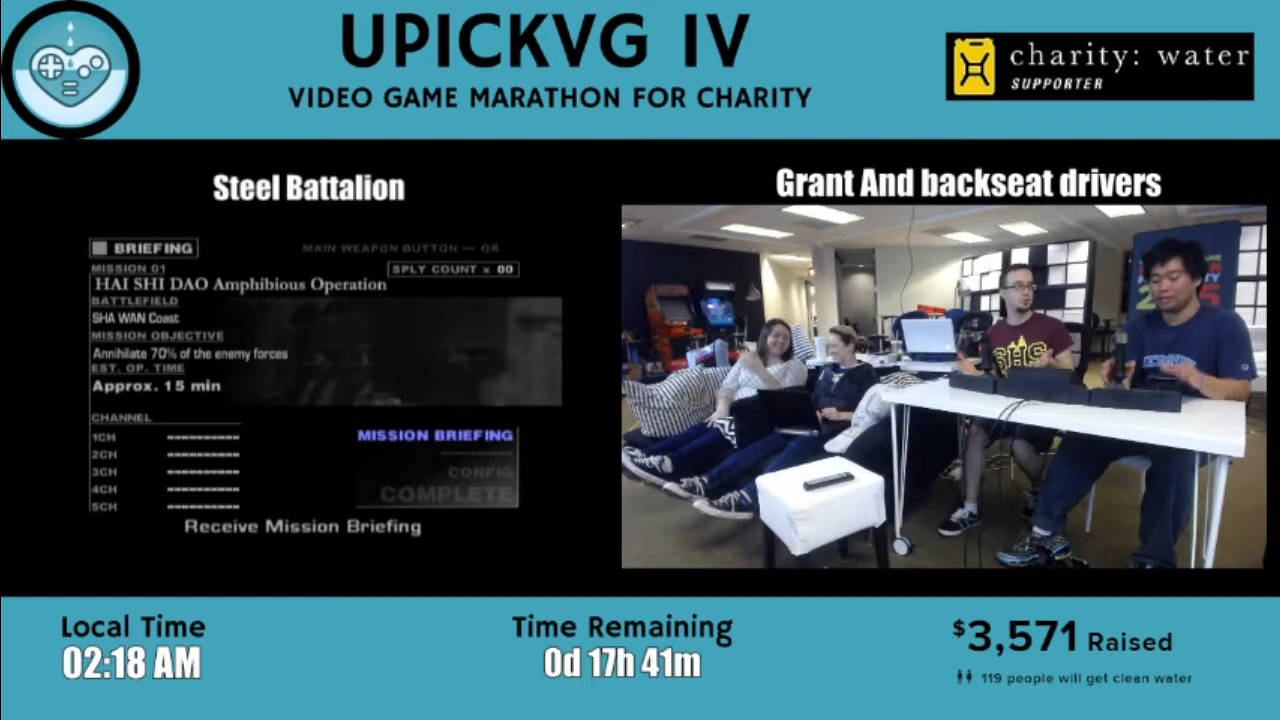 UPICKVG IV
VIDEO GAME MARATHON FOR CHARITY
charity: water
SUPPORTER
Steel Battalion
Grant And backseat drivers
BRIEFING
MAIN WEAPON BUTTON --- OK
MISSION 01
SPLY COUNT × 00
HAI SHI DAO Amphibious Operation
BATTLEFIELD
SHA WAN Coast
MISSION OBJECTIVE
Annihilate 70% of the enemy forces
EST. OP. TIME
Approx. 15 min
CHANNEL
1CH ----------
MISSION BRIEFING
2CH ----------
----------
3CH ----------
CONFIG
4CH ----------
COMPLETE
5CH ----------
Receive Mission Briefing
SHS
Local Time
02:18 AM
Time Remaining
0d 17h 41m
$3,571 Raised
119 people will get clean water